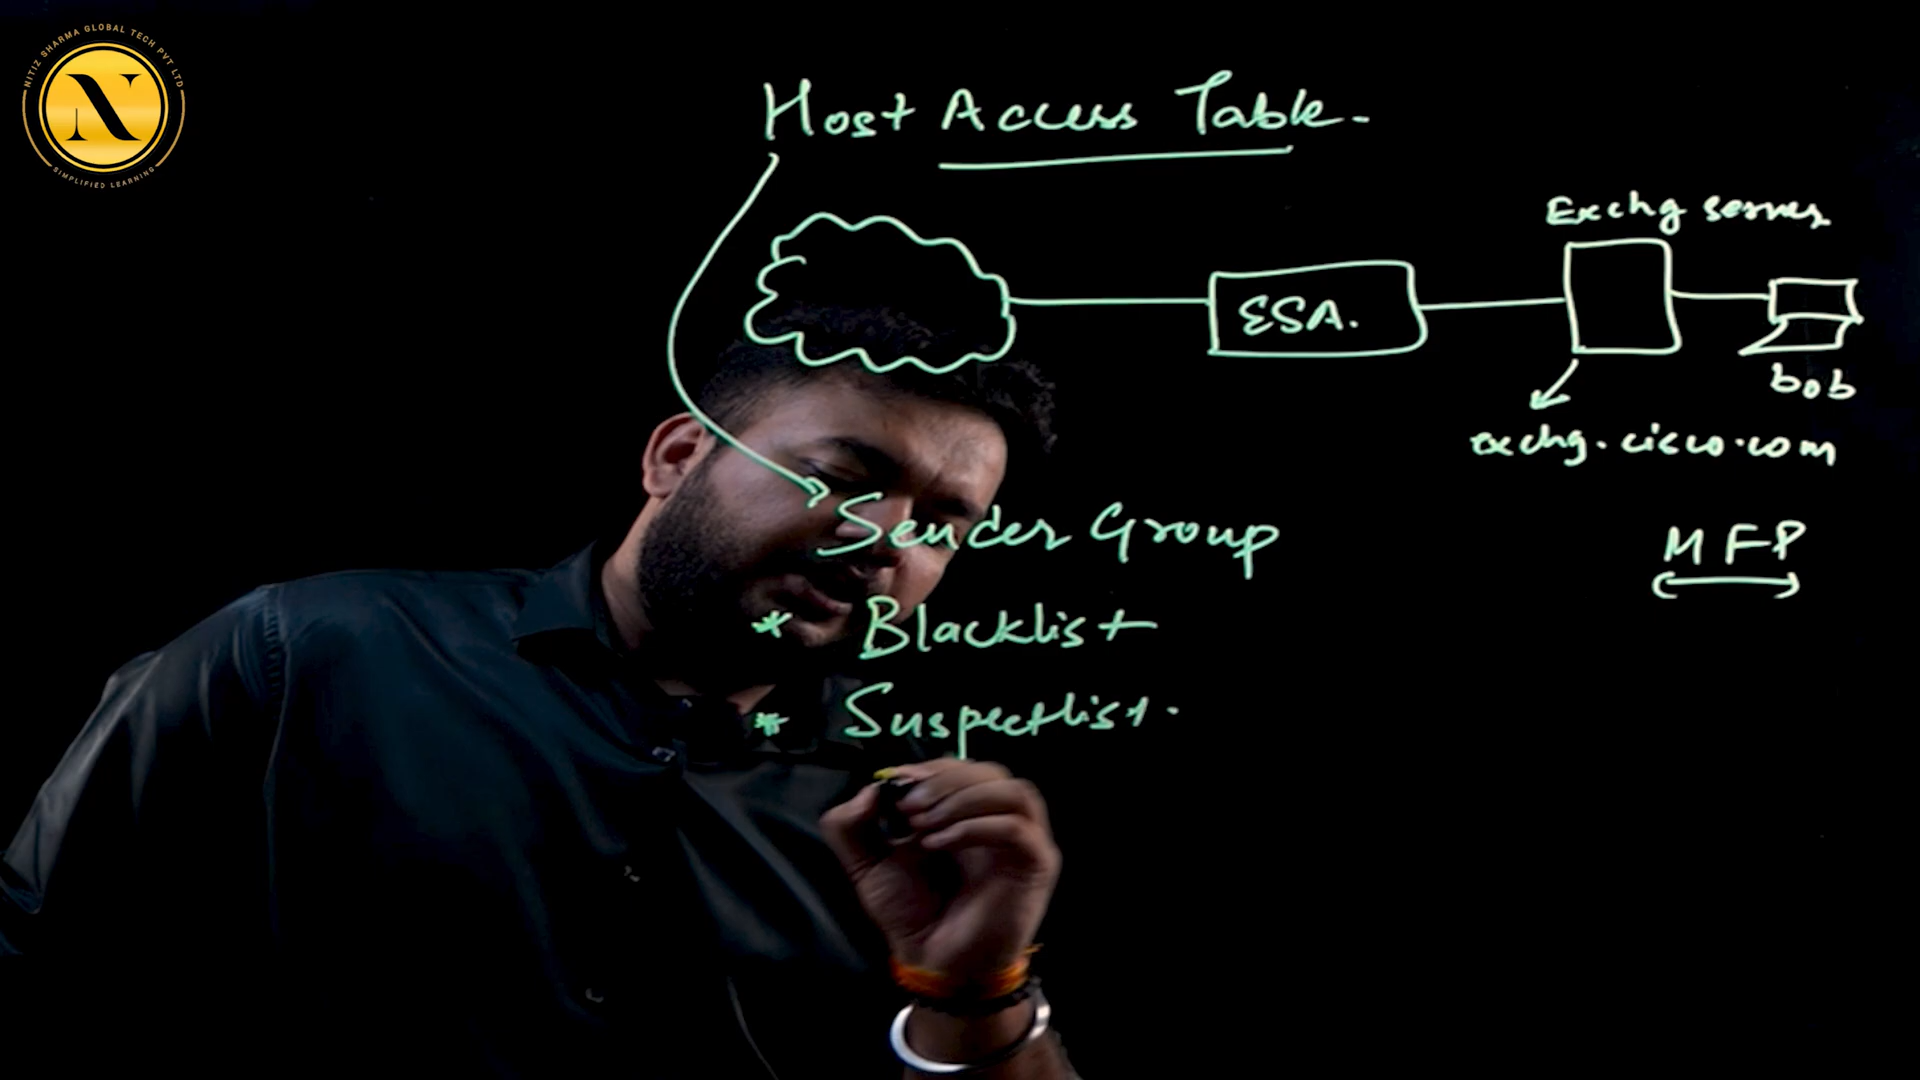 NITIZ SHARMA GLOBAL TECH PVT LTD
N
SIMPLIFIED LEARNING
Host Access Table.
Exchg server
ESA.
bob
exchg.cisco.com
Sender Group
MFP
* Blacklist
* Suspectlist.